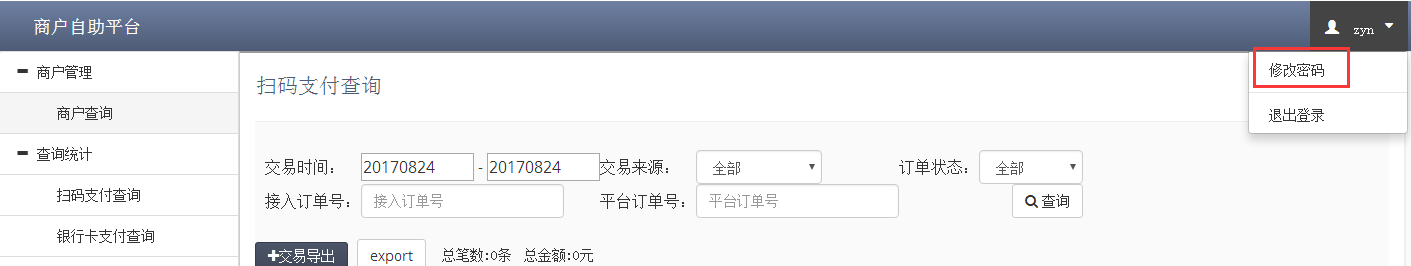 商户自助平台
zyn
修改密码
退出登录
商户管理
商户查询
查询统计
扫码支付查询
银行卡支付查询
扫码支付查询
交易时间： 20170824 - 20170824 交易来源： 全部 订单状态： 全部
接入订单号： 接入订单号 平台订单号： 平台订单号 查询
交易导出 export 总笔数:0条 总金额:0元